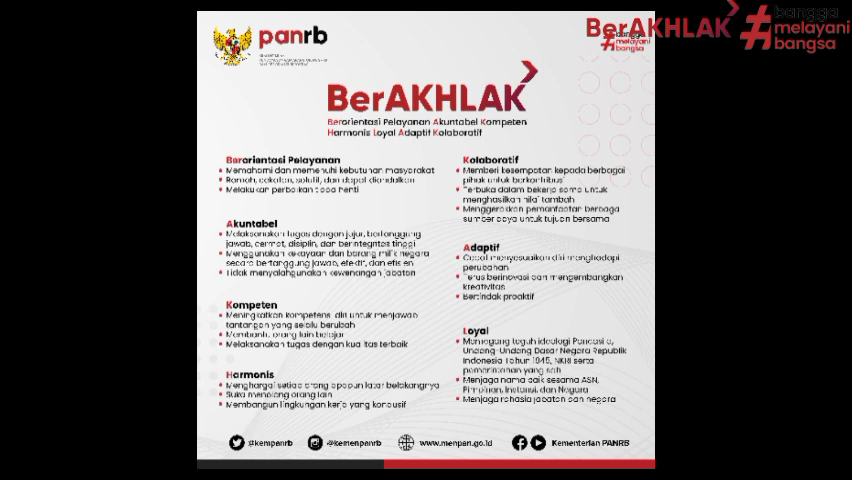 panrb
BerAKHLAK
# bangga
melayani
bangsa
BerAKHLAK
Berorientasi Pelayanan Akuntabel Kompeten
Harmonis Loyal Adaptif Kolaboratif
Berorientasi Pelayanan
• Memahami dan memenuhi kebutuhan masyarakat
• Ramah, cekatan, solutif, dan dapat diandalkan
• Melakukan perbaikan tiada henti
Akuntabel
• Melaksanakan tugas dengan jujur, bertanggung
jawab, cermat, disiplin, dan berintegritas tinggi
• Menggunakan kekayaan dan barang milik negara
secara bertanggung jawab, efektif, dan efisien
• Tidak menyalahgunakan kewenangan jabatan
Kompeten
• Meningkatkan kompetensi diri untuk menjawab
tantangan yang selalu berubah
• Membantu orang lain belajar
• Melaksanakan tugas dengan kualitas terbaik
Harmonis
• Menghargai setiap orang apapun latar belakangnya
• Suka menolong orang lain
• Membangun lingkungan kerja yang kondusif
Kolaboratif
• Memberi kesempatan kepada berbagai
pihak untuk berkontribusi
• Terbuka dalam bekerja sama untuk
menghasilkan nilai tambah
• Menggerakkan pemanfaatan berbagai
sumber daya untuk tujuan bersama
Adaptif
• Cepat menyesuaikan diri menghadapi
perubahan
• Terus berinovasi dan mengembangkan
kreativitas
• Bertindak proaktif
Loyal
• Memegang teguh ideologi Pancasila,
Undang-Undang Dasar Negara Republik
Indonesia Tahun 1945, NKRI serta
pemerintahan yang sah
• Menjaga nama baik sesama ASN,
Pimpinan, Instansi, dan Negara
• Menjaga rahasia jabatan dan negara
@kempanrb
@kemenpanrb
www.menpan.go.id
Kementerian PANRB